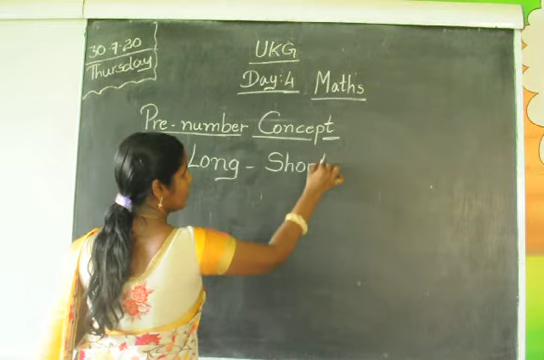 30.7.20
Thursday
UKG
Day:4 Maths
Pre-number Concept
Long - Short